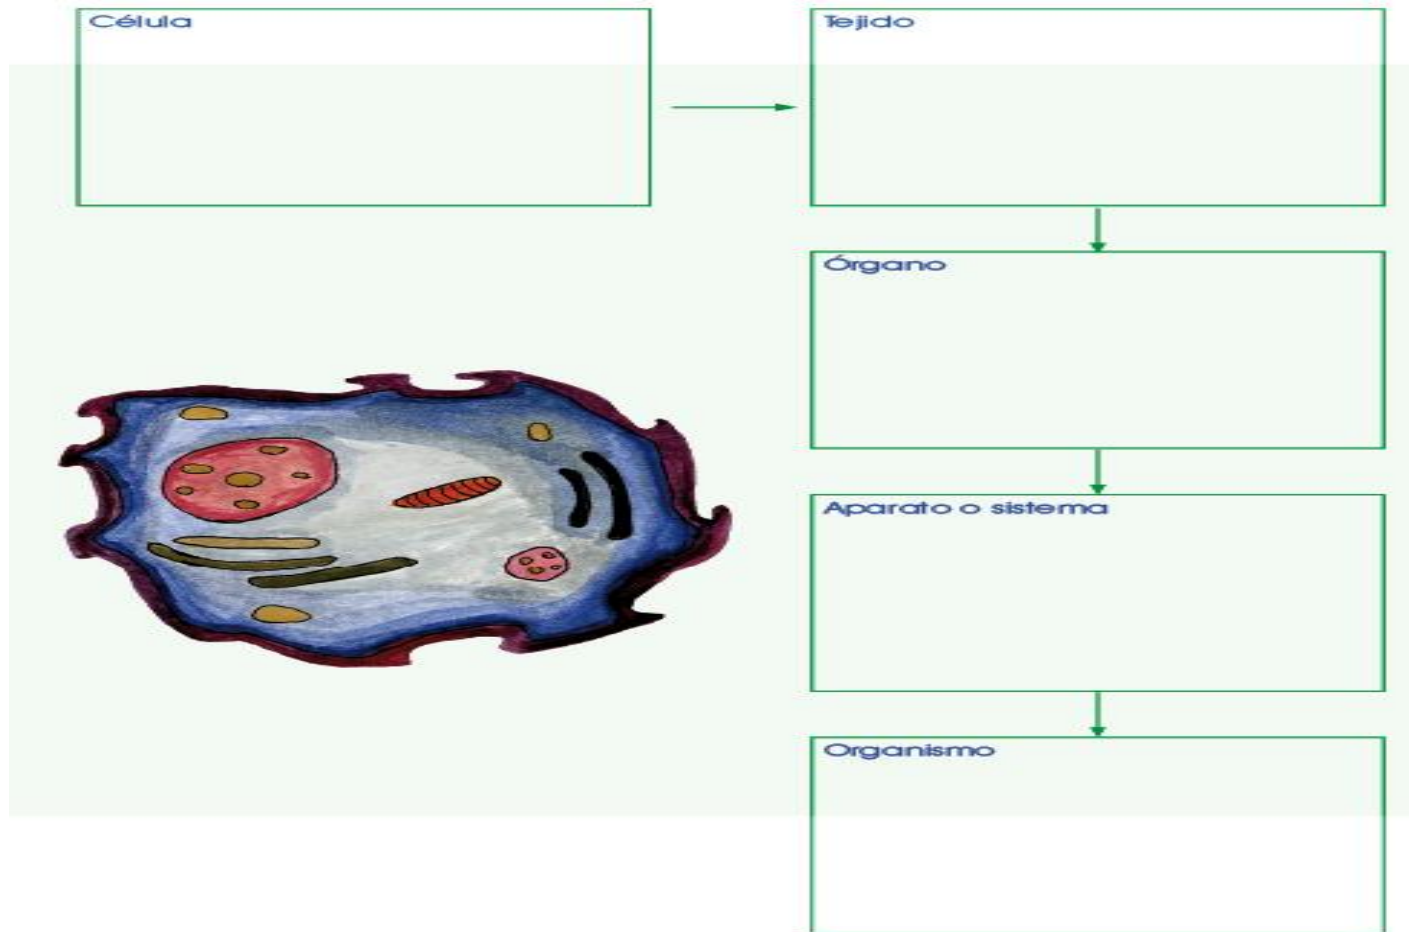 Célula
Tejido
Órgano
Aparato o sistema
Organismo